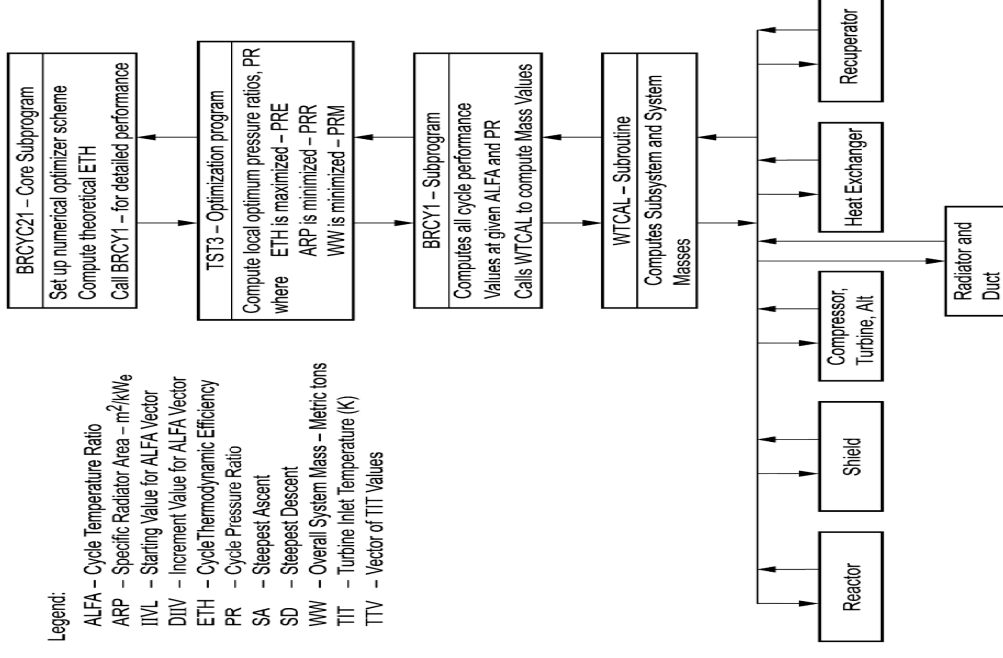 BRCYC21 – Core Subprogram
Set up numerical optimizer scheme
Compute theoretical ETH
Call BRCY1 – for detailed performance
TST3 – Optimization program
Compute local optimum pressure ratios, PR
where ETH is maximized – PRE
ARP is minimized – PRR
WW is minimized – PRM
BRCY1 – Subprogram
Computes all cycle performance
Values at given ALFA and PR
Calls WTCAL to compute Mass Values
WTCAL – Subroutine
Computes Subsystem and System
Masses
Legend:
ALFA – Cycle Temperature Ratio
ARP – Specific Radiator Area – m²/kWₑ
IIVL – Starting Value for ALFA Vector
DIIV – Increment Value for ALFA Vector
ETH – CycleThermodynamic Efficiency
PR – Cycle Pressure Ratio
SA – Steepest Ascent
SD – Steepest Descent
WW – Overall System Mass – Metric tons
TIT – Turbine Inlet Temperature (K)
TTV – Vector of TIT Values
Reactor
Shield
Compressor,
Turbine, Alt
Heat Exchanger
Recuperator
Radiator and
Duct